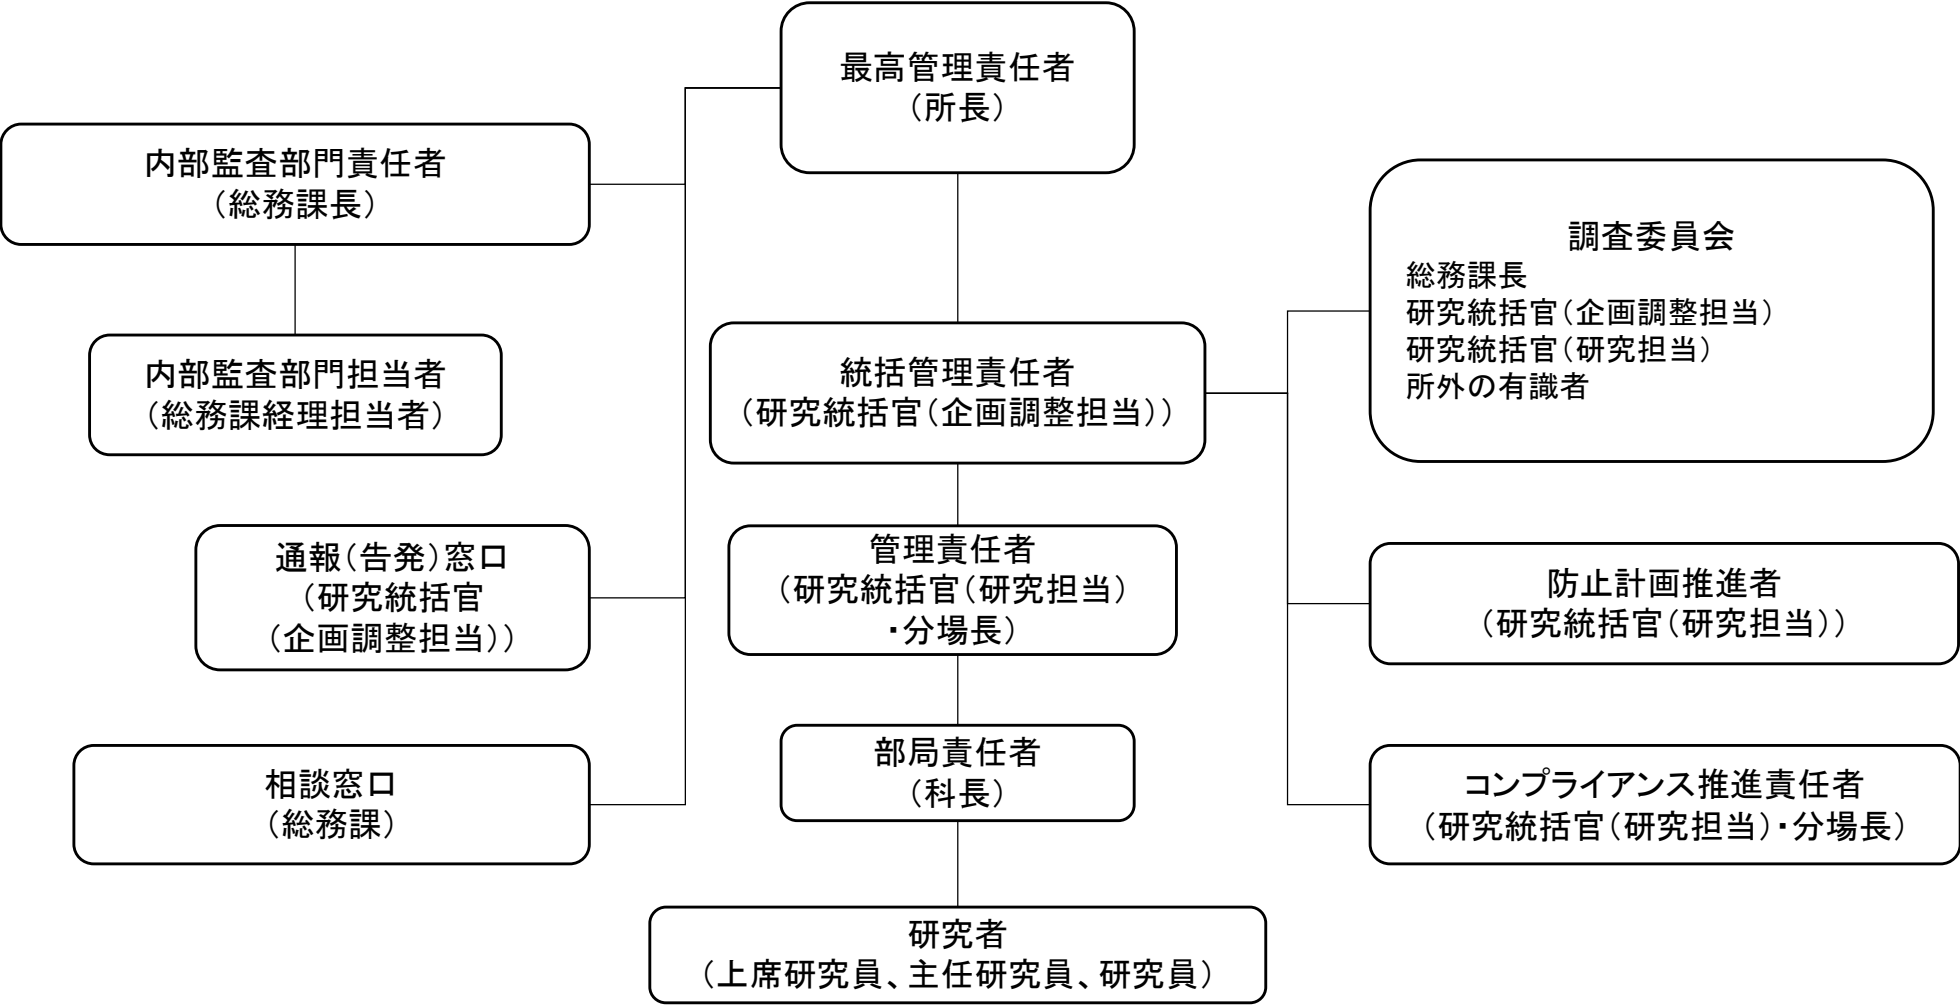 最高管理責任者
（所長）
内部監査部門責任者
（総務課長）
調査委員会
総務課長
研究統括官（企画調整担当）
研究統括官（研究担当）
所外の有識者
内部監査部門担当者
（総務課経理担当者）
統括管理責任者
（研究統括官（企画調整担当））
通報（告発）窓口
（研究統括官
（企画調整担当））
管理責任者
（研究統括官（研究担当）
・分場長）
防止計画推進者
（研究統括官（研究担当））
相談窓口
（総務課）
部局責任者
（科長）
コンプライアンス推進責任者
（研究統括官（研究担当）・分場長）
研究者
（上席研究員、主任研究員、研究員）